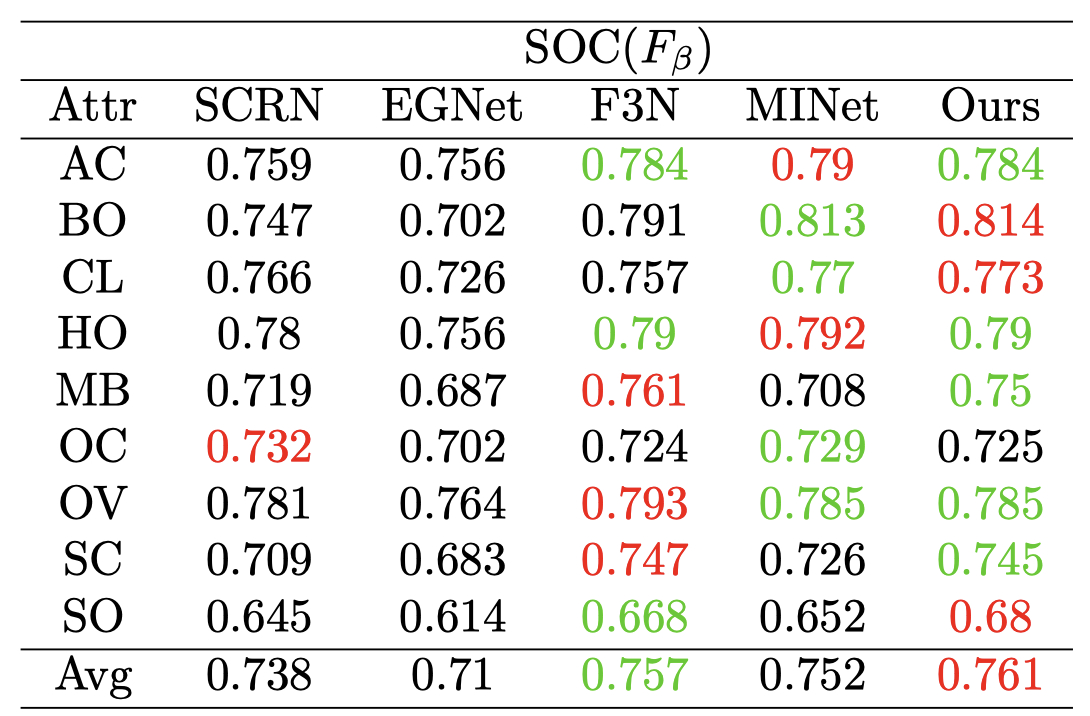 SOC(Fβ)
Attr SCRN EGNet F3N MINet Ours
AC 0.759 0.756 0.784 0.79 0.784
BO 0.747 0.702 0.791 0.813 0.814
CL 0.766 0.726 0.757 0.77 0.773
HO 0.78 0.756 0.79 0.792 0.79
MB 0.719 0.687 0.761 0.708 0.75
OC 0.732 0.702 0.724 0.729 0.725
OV 0.781 0.764 0.793 0.785 0.785
SC 0.709 0.683 0.747 0.726 0.745
SO 0.645 0.614 0.668 0.652 0.68
Avg 0.738 0.71 0.757 0.752 0.761